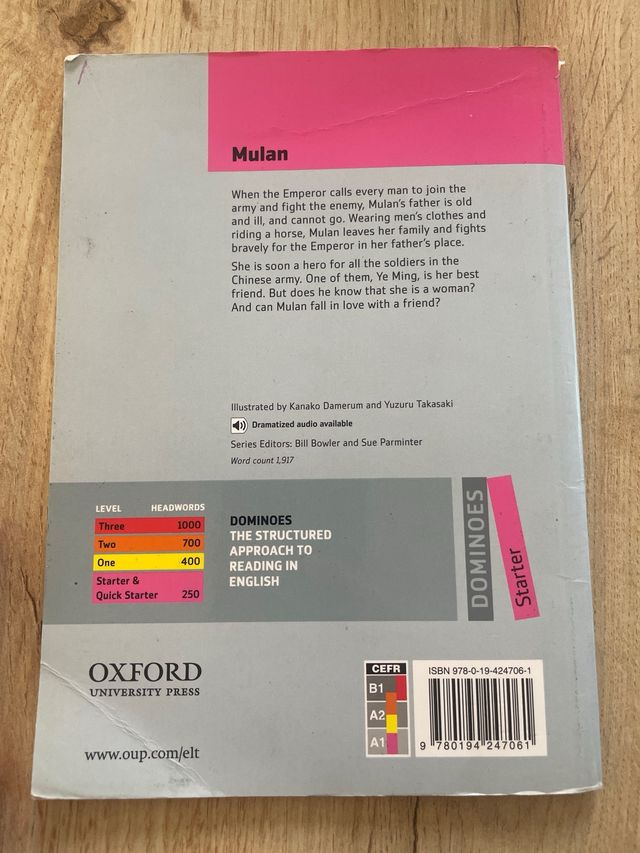 Mulan
When the Emperor calls every man to join the
army and fight the enemy, Mulan's father is old
and ill, and cannot go. Wearing men's clothes and
riding a horse, Mulan leaves her family and fights
bravely for the Emperor in her father's place.
She is soon a hero for all the soldiers in the
Chinese army. One of them, Ye Ming, is her best
friend. But does he know that she is a woman?
And can Mulan fall in love with a friend?
Illustrated by Kanako Damerum and Yuzuru Takasaki
Dramatized audio available
Series Editors: Bill Bowler and Sue Parminter
Word count 1,917
LEVEL HEADWORDS
Three 1000
Two 700
One 400
Starter &
Quick Starter 250
DOMINOES
THE STRUCTURED
APPROACH TO
READING IN
ENGLISH
DOMINOES
Starter
OXFORD
UNIVERSITY PRESS
www.oup.com/elt
CEFR
B1
A2
A1
ISBN 978-0-19-424706-1
9 780194 247061